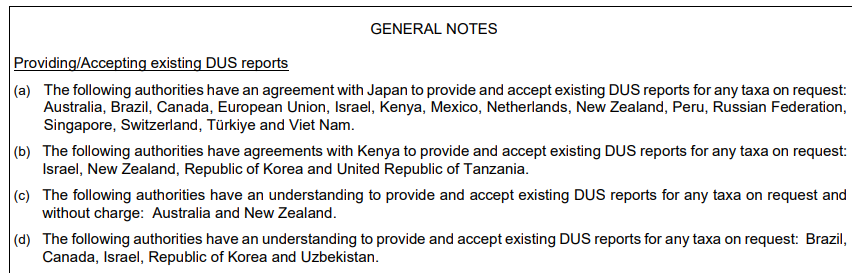 GENERAL NOTES
Providing/Accepting existing DUS reports
(a) The following authorities have an agreement with Japan to provide and accept existing DUS reports for any taxa on request:
Australia, Brazil, Canada, European Union, Israel, Kenya, Mexico, Netherlands, New Zealand, Peru, Russian Federation,
Singapore, Switzerland, Türkiye and Viet Nam.
(b) The following authorities have agreements with Kenya to provide and accept existing DUS reports for any taxa on request:
Israel, New Zealand, Republic of Korea and United Republic of Tanzania.
(c) The following authorities have an understanding to provide and accept existing DUS reports for any taxa on request and
without charge: Australia and New Zealand.
(d) The following authorities have an understanding to provide and accept existing DUS reports for any taxa on request: Brazil,
Canada, Israel, Republic of Korea and Uzbekistan.